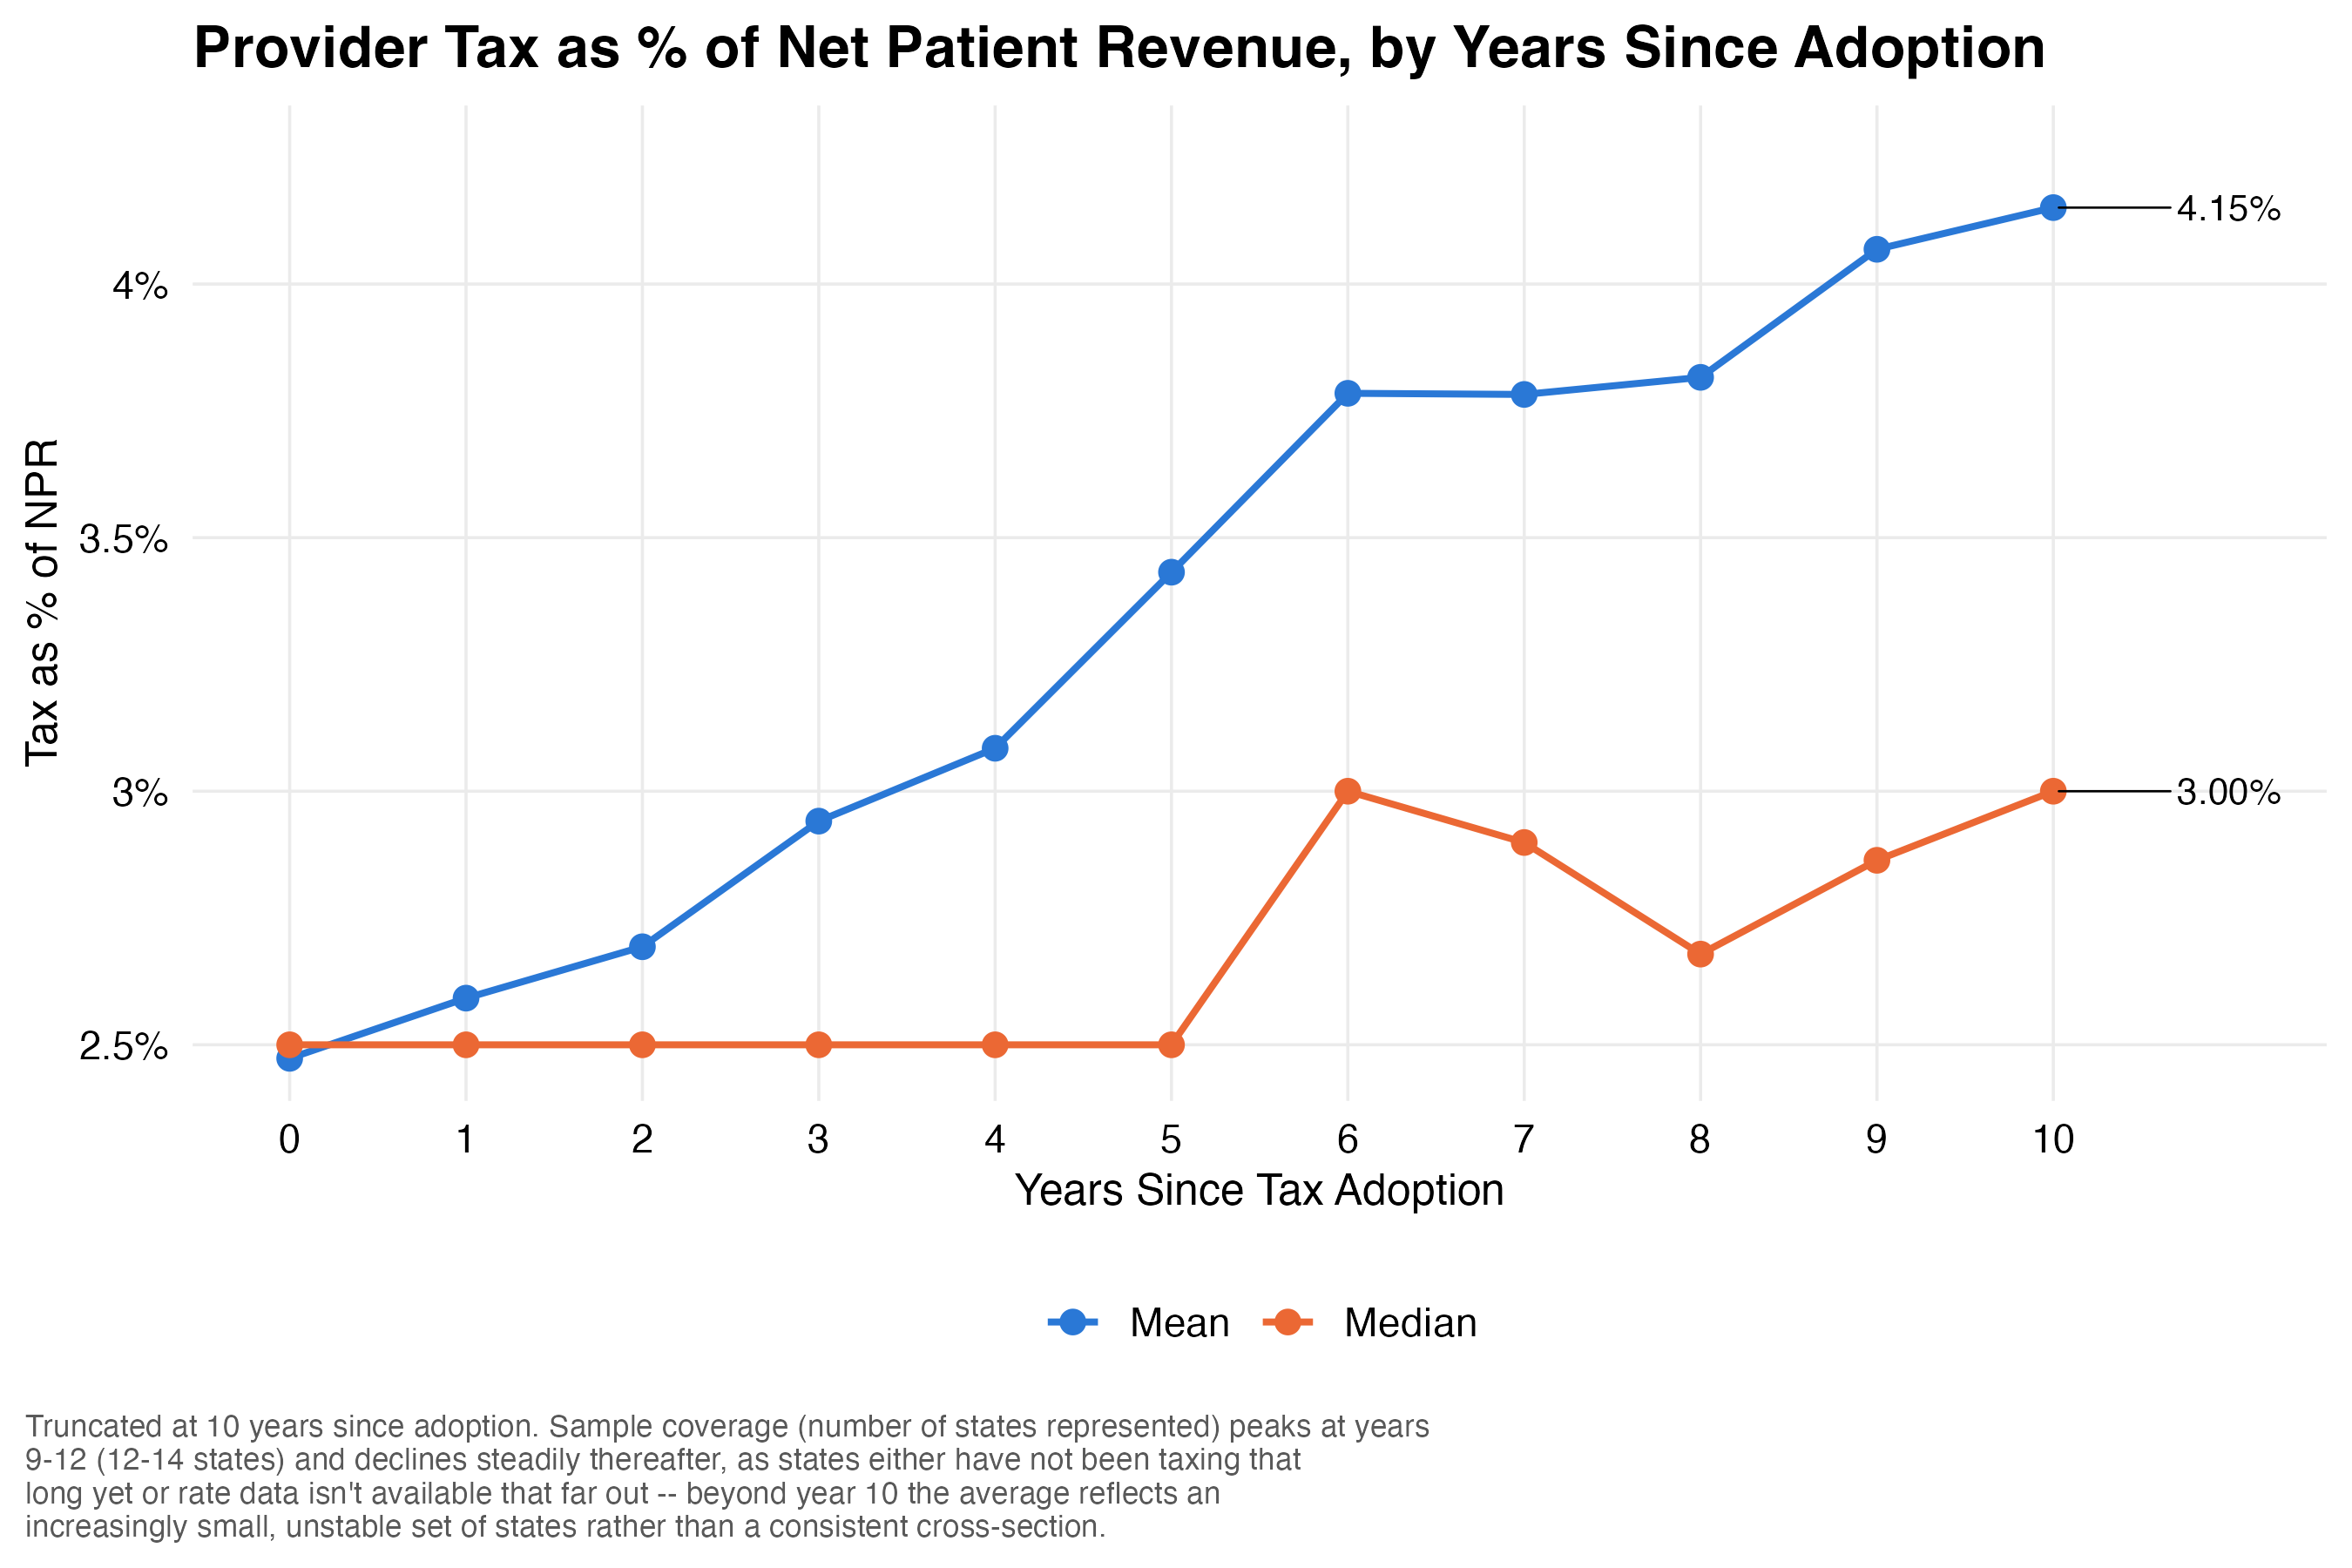 Provider Tax as % of Net Patient Revenue, by Years Since Adoption
4.15%
4%
3.5%
3%
3.00%
2.5%
Tax as % of NPR
0 1 2 3 4 5 6 7 8 9 10
Years Since Tax Adoption
Mean Median
Truncated at 10 years since adoption. Sample coverage (number of states represented) peaks at years
9-12 (12-14 states) and declines steadily thereafter, as states either have not been taxing that
long yet or rate data isn't available that far out -- beyond year 10 the average reflects an
increasingly small, unstable set of states rather than a consistent cross-section.